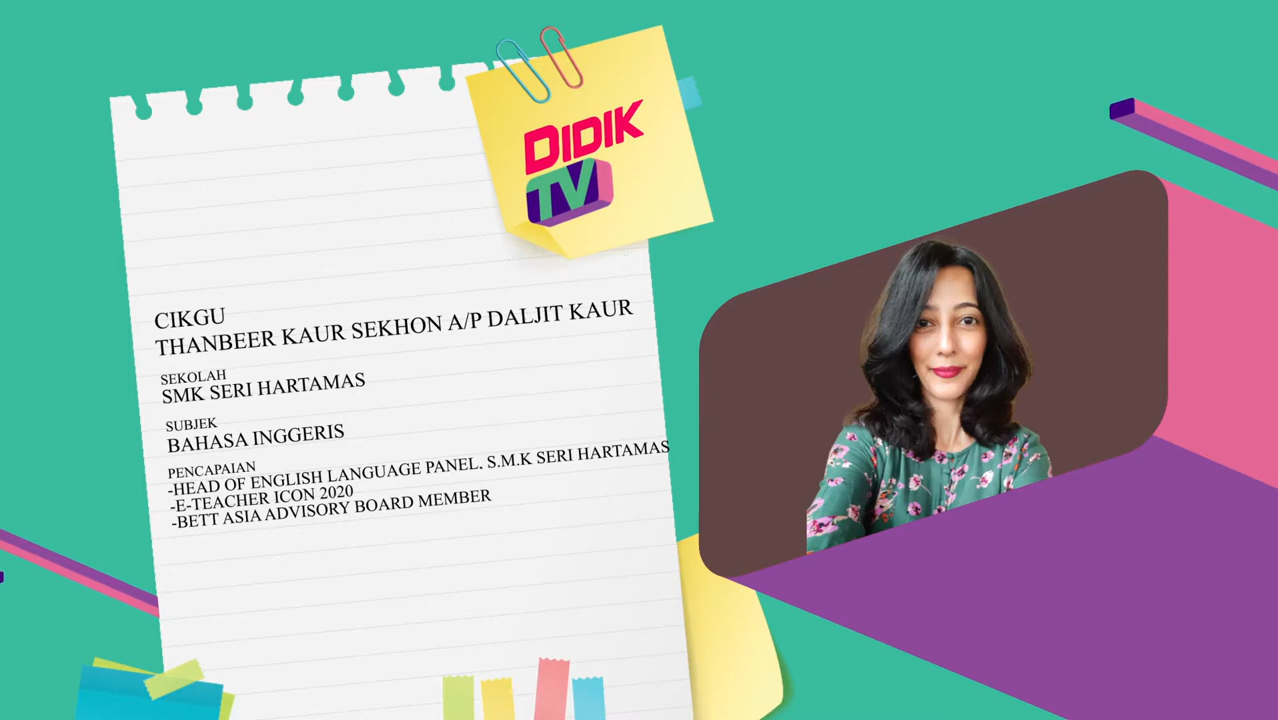 DIDIK
TV
CIKGU
THANBEER KAUR SEKHON A/P DALJIT KAUR
SEKOLAH
SMK SERI HARTAMAS
SUBJEK
BAHASA INGGERIS
PENCAPAIAN
-HEAD OF ENGLISH LANGUAGE PANEL. S.M.K SERI HARTAMAS
-E-TEACHER ICON 2020
-BETT ASIA ADVISORY BOARD MEMBER